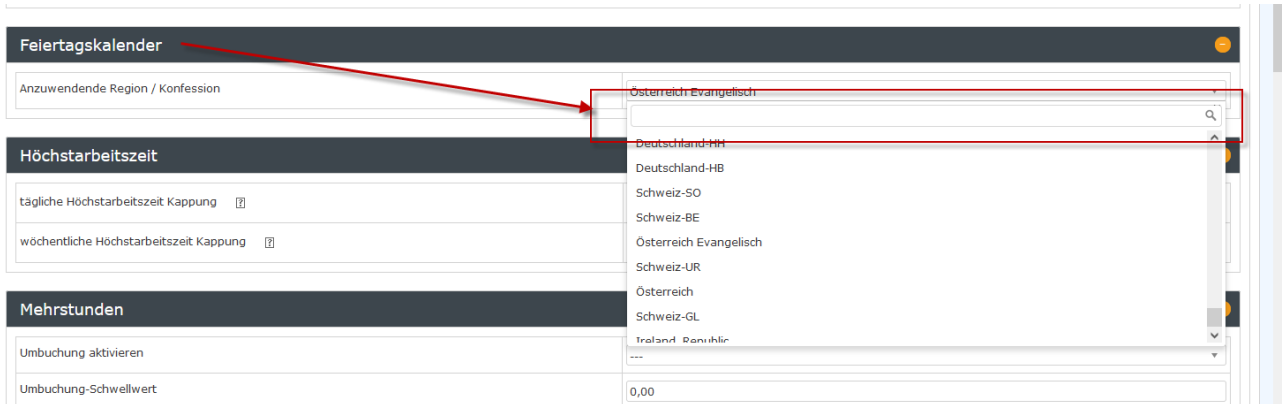 Feiertagskalender
Anzuwendende Region / Konfession
Österreich Evangelisch
Deutschland-HH
Deutschland-HB
Schweiz-SO
Schweiz-BE
Österreich Evangelisch
Schweiz-UR
Österreich
Schweiz-GL
Ireland, Republic
Höchstarbeitszeit
tägliche Höchstarbeitszeit Kappung ?
wöchentliche Höchstarbeitszeit Kappung ?
Mehrstunden
Umbuchung aktivieren
---
Umbuchung-Schwellwert
0,00